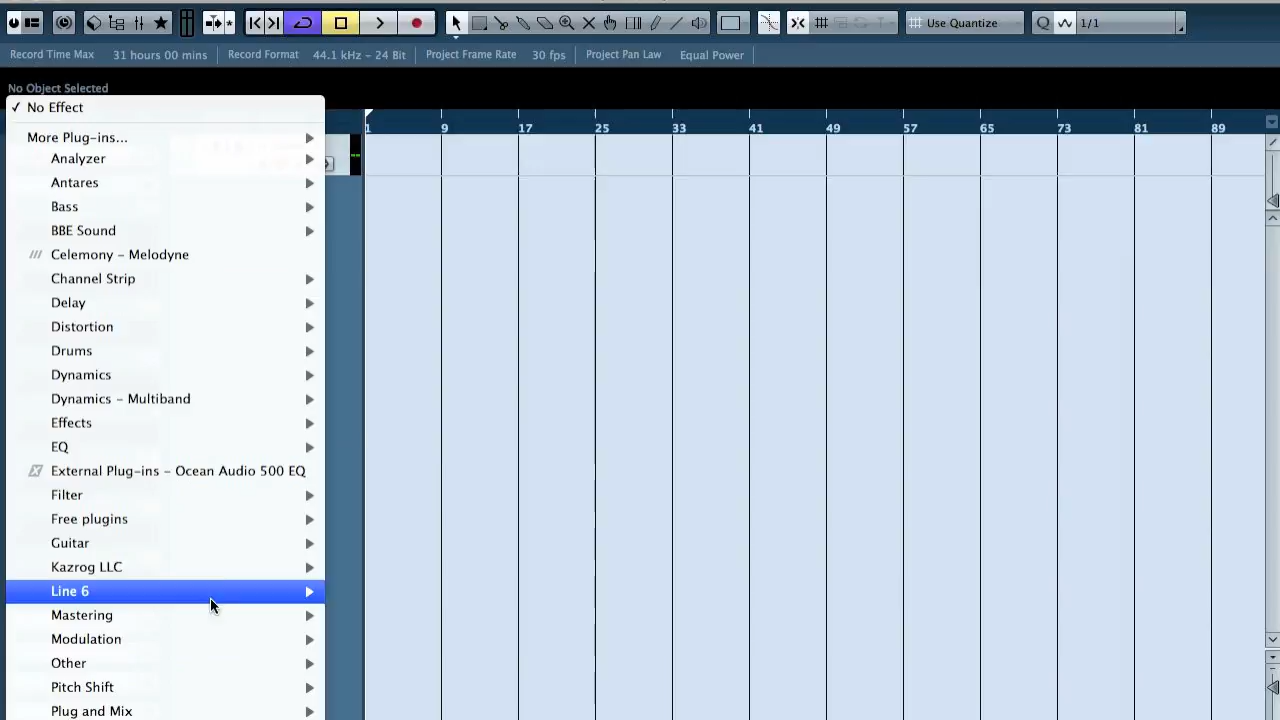 Use Quantize Q 1/1
Record Time Max 31 hours 00 mins Record Format 44.1 kHz – 24 Bit Project Frame Rate 30 fps Project Pan Law Equal Power
No Object Selected
✓ No Effect
1 9 17 25 33 41 49 57 65 73 81 89
More Plug-ins...
Analyzer
Antares
Bass
BBE Sound
Celemony – Melodyne
Channel Strip
Delay
Distortion
Drums
Dynamics
Dynamics – Multiband
Effects
EQ
External Plug-ins – Ocean Audio 500 EQ
Filter
Free plugins
Guitar
Kazrog LLC
Line 6
Mastering
Modulation
Other
Pitch Shift
Plug and Mix